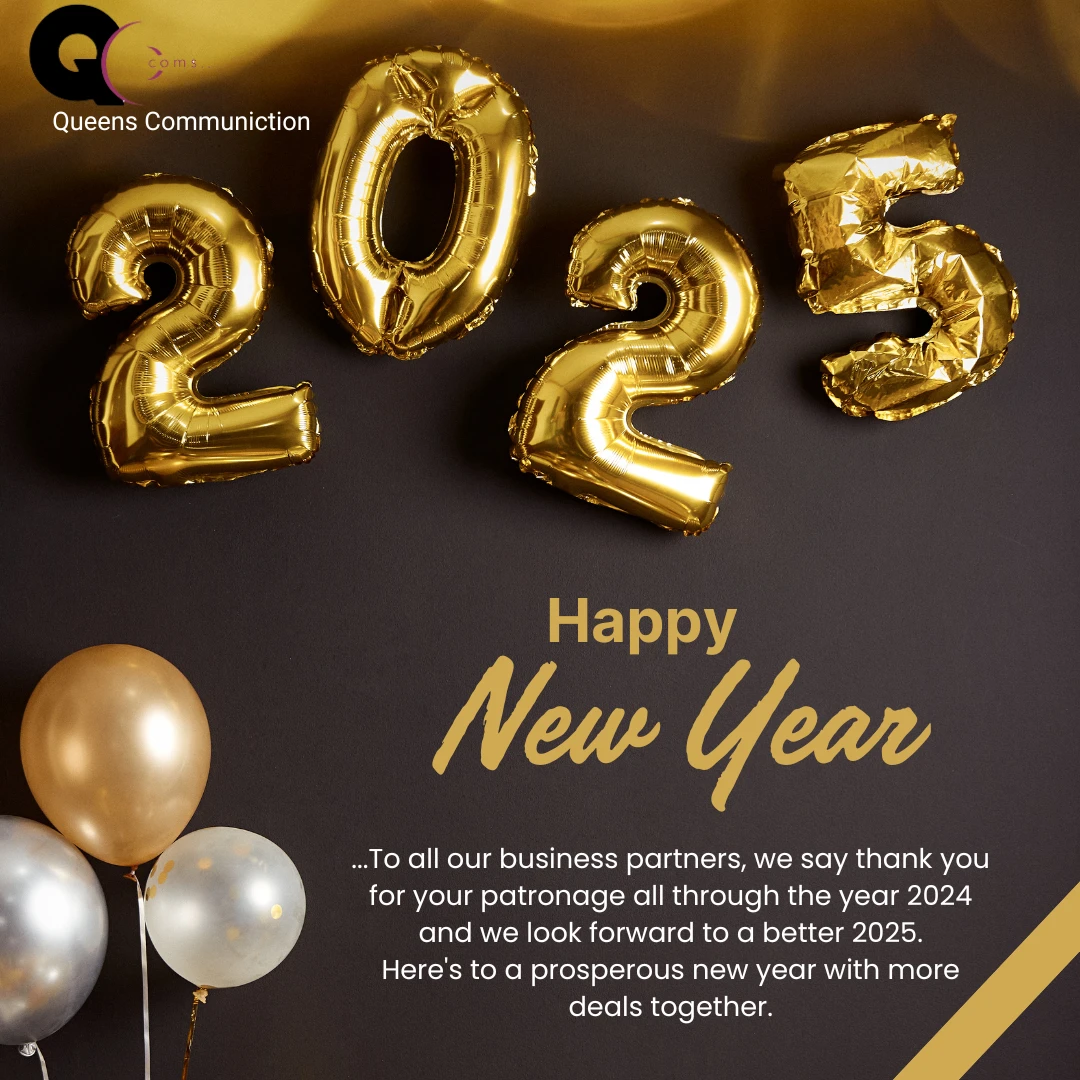 Q coms
Queens Communiction
2025
Happy
New Year
...To all our business partners, we say thank you
for your patronage all through the year 2024
and we look forward to a better 2025.
Here's to a prosperous new year with more
deals together.